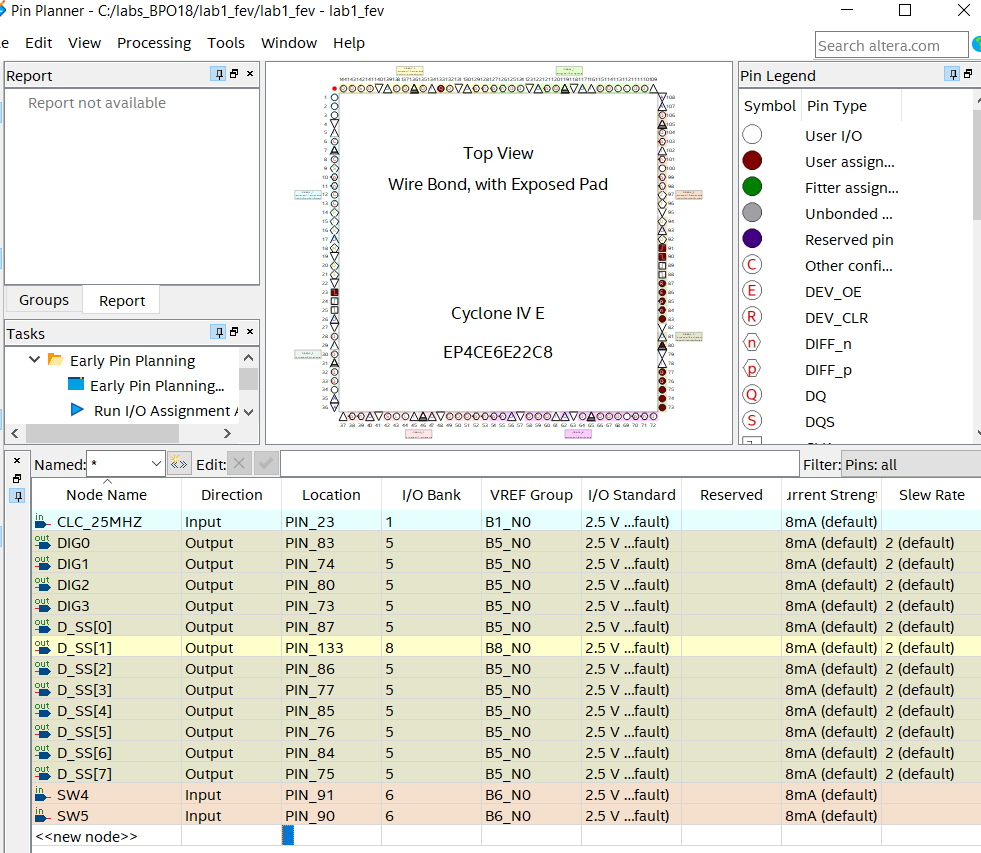 Pin Planner - C:/labs_BPO18/lab1_fev/lab1_fev - lab1_fev
e Edit View Processing Tools Window Help
Search altera.com
Report
Report not available
Groups Report
Tasks
Early Pin Planning
Early Pin Planning...
Run I/O Assignment A
Top View
Wire Bond, with Exposed Pad
Cyclone IV E
EP4CE6E22C8
Pin Legend
Symbol Pin Type
User I/O
User assign...
Fitter assign...
Unbonded ...
Reserved pin
C Other confi...
E DEV_OE
R DEV_CLR
n DIFF_n
p DIFF_p
Q DQ
S DQS
Named: * Edit: Filter: Pins: all
Node Name Direction Location I/O Bank VREF Group I/O Standard Reserved urrent Strengt Slew Rate
in CLC_25MHZ Input PIN_23 1 B1_N0 2.5 V ...fault) 8mA (default)
out DIG0 Output PIN_83 5 B5_N0 2.5 V ...fault) 8mA (default) 2 (default)
out DIG1 Output PIN_74 5 B5_N0 2.5 V ...fault) 8mA (default) 2 (default)
out DIG2 Output PIN_80 5 B5_N0 2.5 V ...fault) 8mA (default) 2 (default)
out DIG3 Output PIN_73 5 B5_N0 2.5 V ...fault) 8mA (default) 2 (default)
out D_SS[0] Output PIN_87 5 B5_N0 2.5 V ...fault) 8mA (default) 2 (default)
out D_SS[1] Output PIN_133 8 B8_N0 2.5 V ...fault) 8mA (default) 2 (default)
out D_SS[2] Output PIN_86 5 B5_N0 2.5 V ...fault) 8mA (default) 2 (default)
out D_SS[3] Output PIN_77 5 B5_N0 2.5 V ...fault) 8mA (default) 2 (default)
out D_SS[4] Output PIN_85 5 B5_N0 2.5 V ...fault) 8mA (default) 2 (default)
out D_SS[5] Output PIN_76 5 B5_N0 2.5 V ...fault) 8mA (default) 2 (default)
out D_SS[6] Output PIN_84 5 B5_N0 2.5 V ...fault) 8mA (default) 2 (default)
out D_SS[7] Output PIN_75 5 B5_N0 2.5 V ...fault) 8mA (default) 2 (default)
in SW4 Input PIN_91 6 B6_N0 2.5 V ...fault) 8mA (default)
in SW5 Input PIN_90 6 B6_N0 2.5 V ...fault) 8mA (default)
<<new node>>